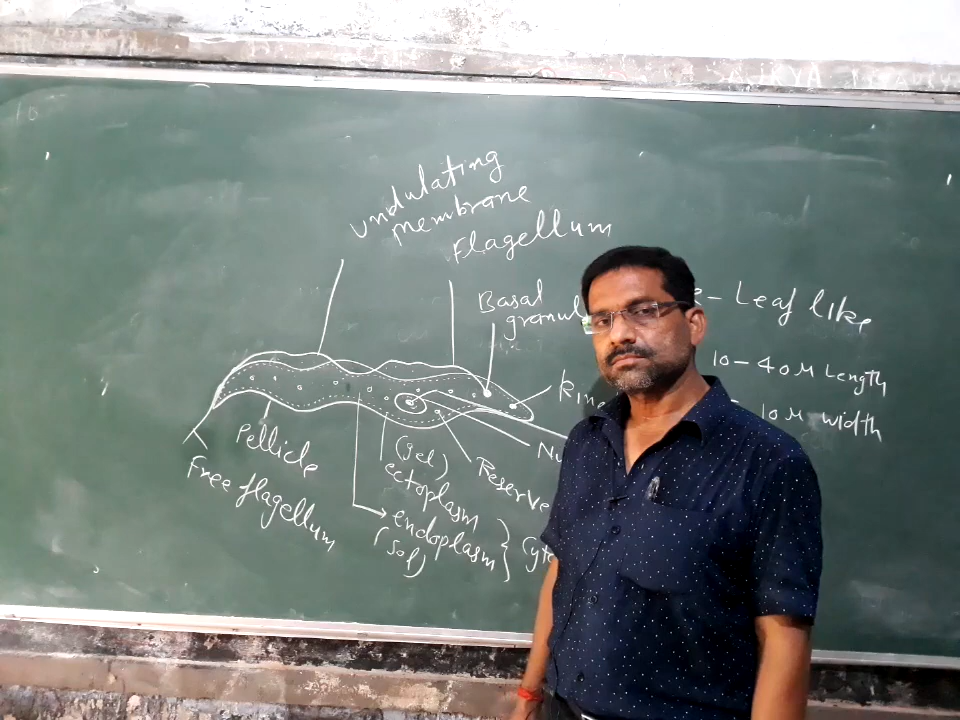 undulating
membrane
Flagellum
Basal
granul
Leaf like
10-40 μ Length
10 μ width
Kine
Nu
Pellicle
Free flagellum
(gel)
ectoplasm
Reserve
endoplasm
(Sol)
Cyto